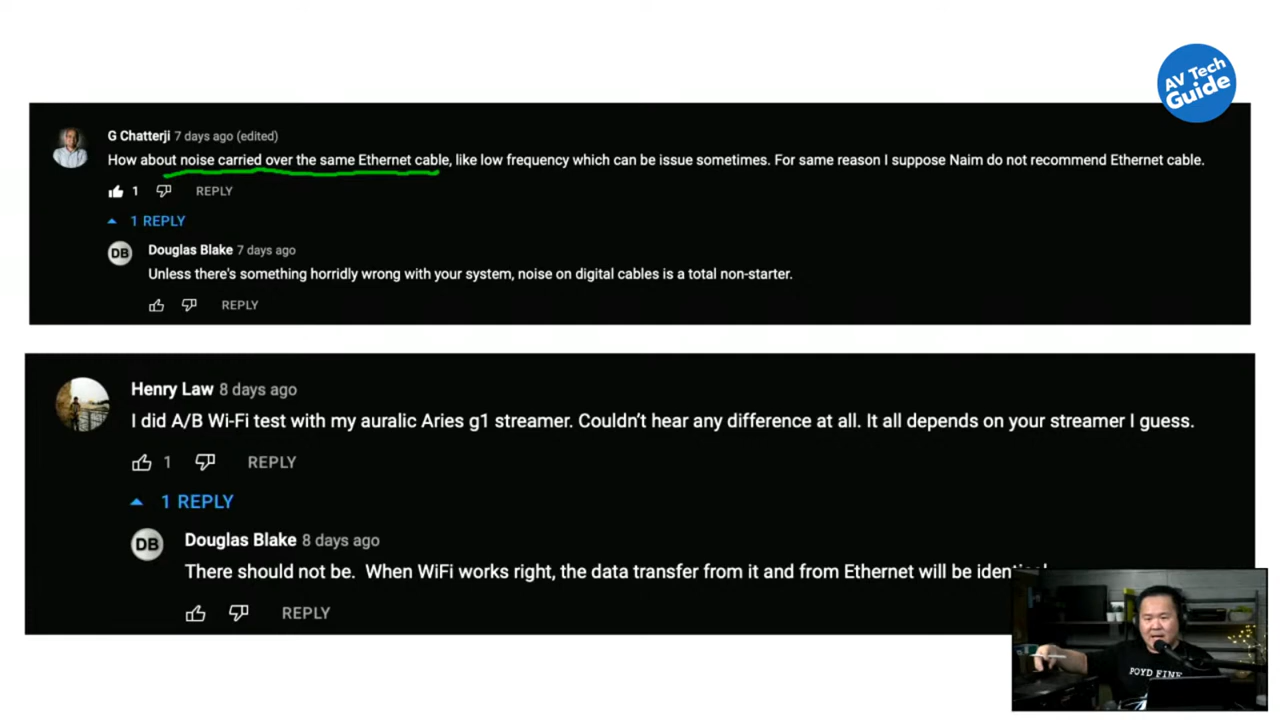 AV Tech
Guide
G Chatterji 7 days ago (edited)
How about noise carried over the same Ethernet cable, like low frequency which can be issue sometimes. For same reason I suppose Naim do not recommend Ethernet cable.
1 REPLY
1 REPLY
DB Douglas Blake 7 days ago
Unless there's something horridly wrong with your system, noise on digital cables is a total non-starter.
REPLY
Henry Law 8 days ago
I did A/B Wi-Fi test with my auralic Aries g1 streamer. Couldn't hear any difference at all. It all depends on your streamer I guess.
1 REPLY
1 REPLY
DB Douglas Blake 8 days ago
There should not be. When WiFi works right, the data transfer from it and from Ethernet will be identical
REPLY